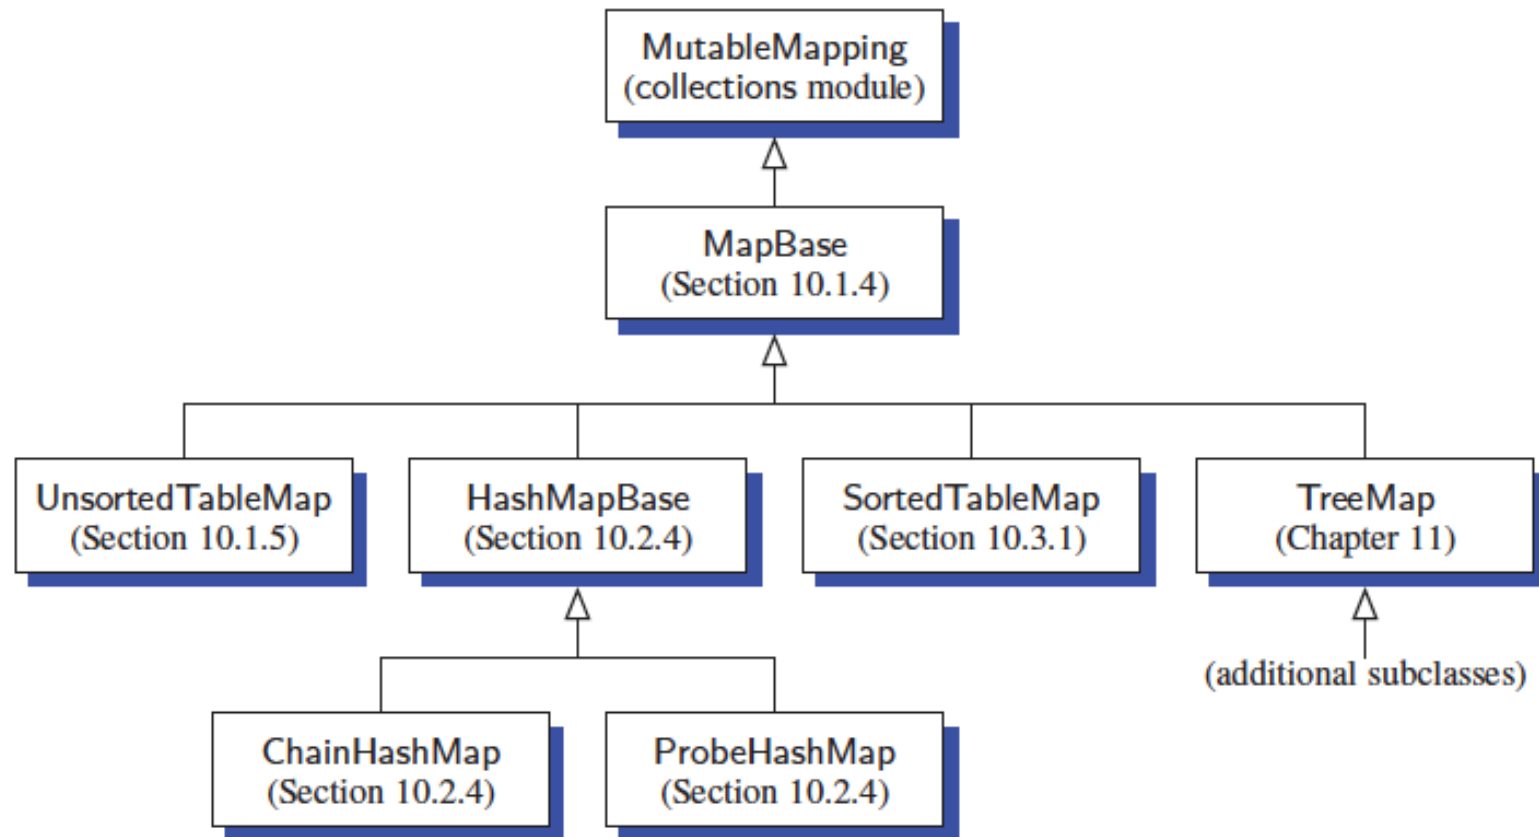 MutableMapping
(collections module)
MapBase
(Section 10.1.4)
UnsortedTableMap
(Section 10.1.5)
HashMapBase
(Section 10.2.4)
SortedTableMap
(Section 10.3.1)
TreeMap
(Chapter 11)
(additional subclasses)
ChainHashMap
(Section 10.2.4)
ProbeHashMap
(Section 10.2.4)